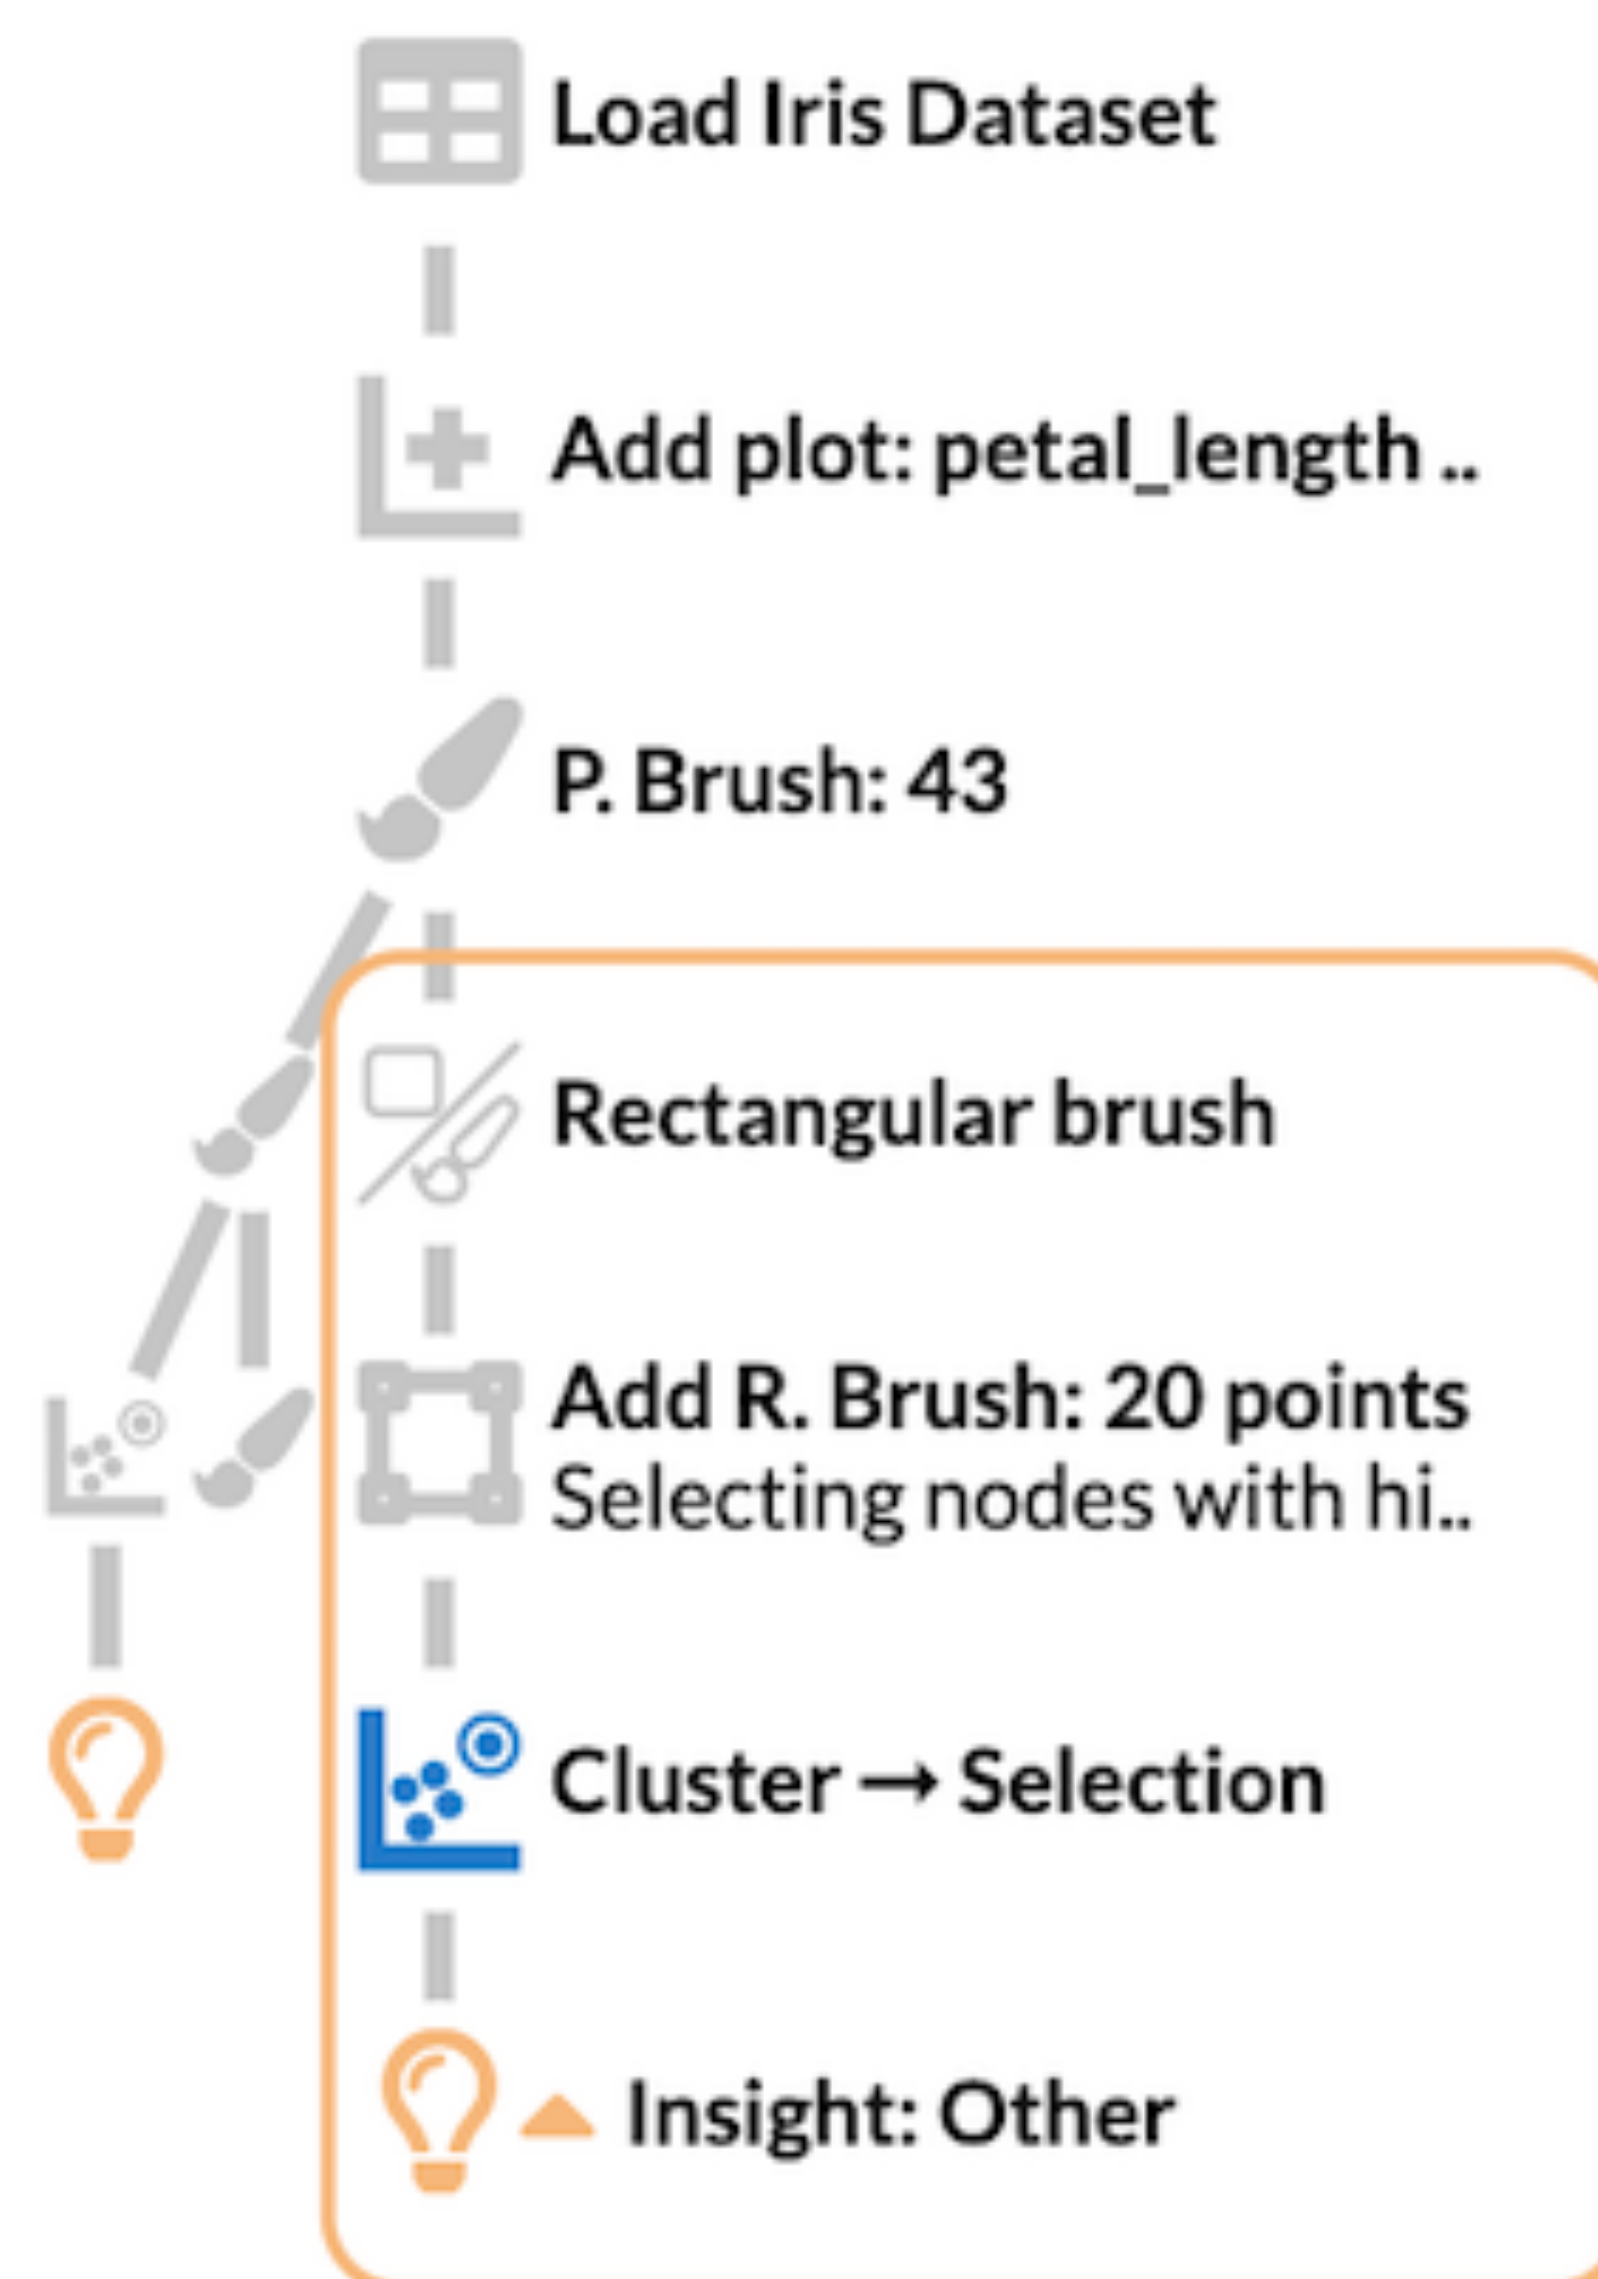 Load Iris Dataset
Add plot: petal_length ..
P. Brush: 43
Rectangular brush
Add R. Brush: 20 points
Selecting nodes with hi..
Cluster → Selection
Insight: Other